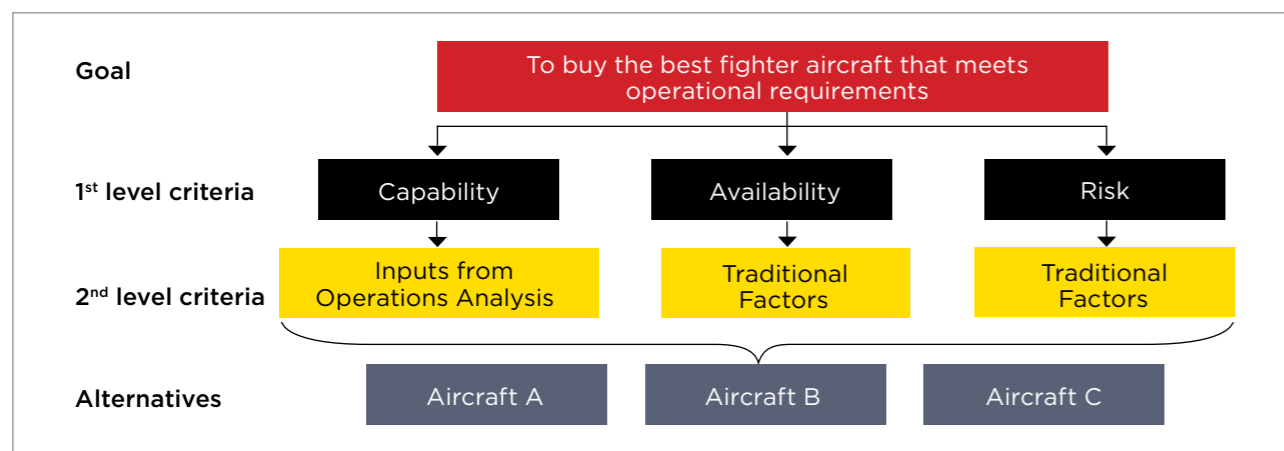 Goal
To buy the best fighter aircraft that meets
operational requirements
1st level criteria
Capability
Availability
Risk
2nd level criteria
Inputs from
Operations Analysis
Traditional
Factors
Traditional
Factors
Alternatives
Aircraft A
Aircraft B
Aircraft C